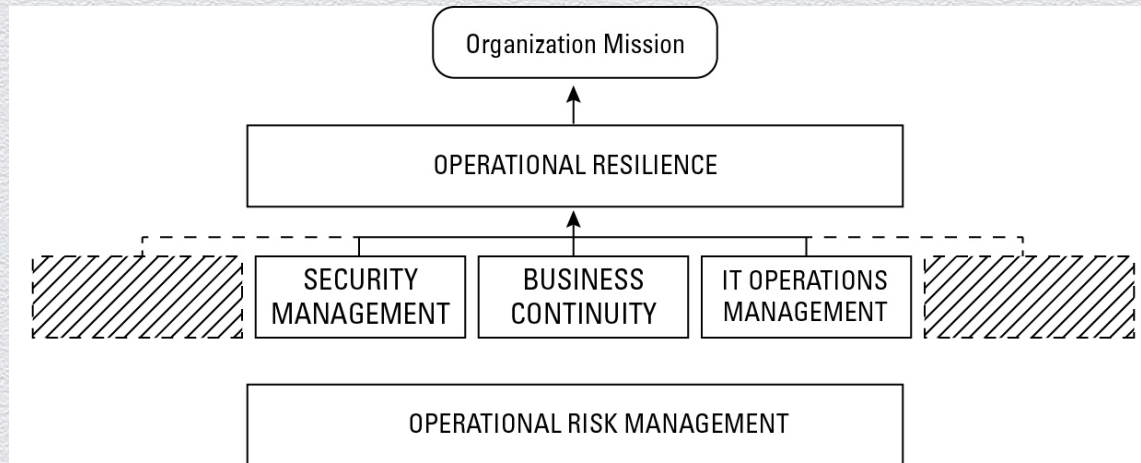 Organization Mission
OPERATIONAL RESILIENCE
SECURITY
MANAGEMENT
BUSINESS
CONTINUITY
IT OPERATIONS
MANAGEMENT
OPERATIONAL RISK MANAGEMENT